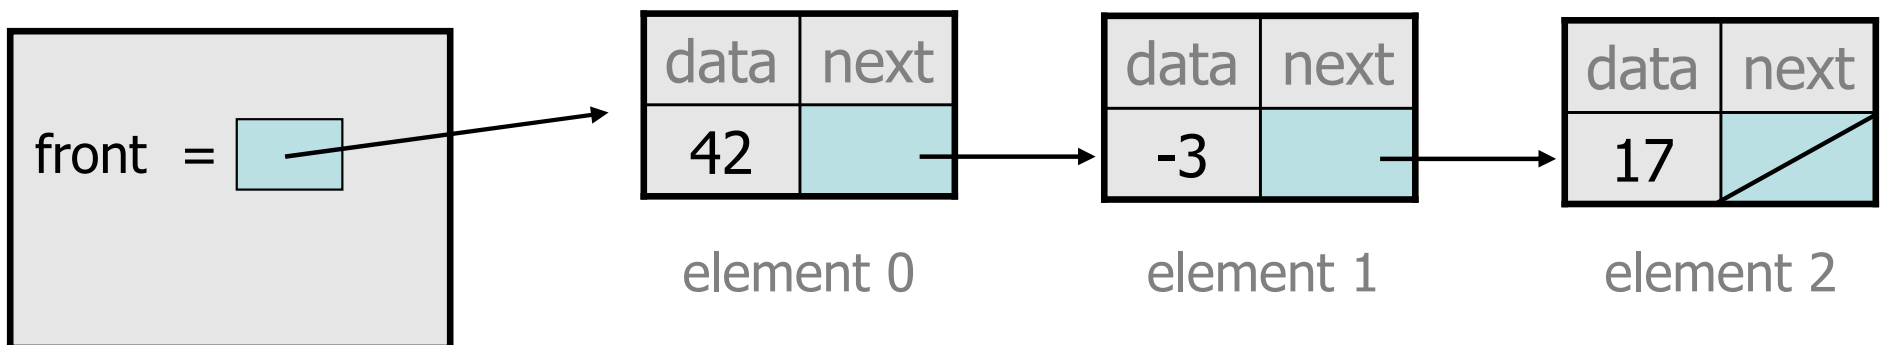 front =
data next
42
element 0
data next
-3
element 1
data next
17
element 2